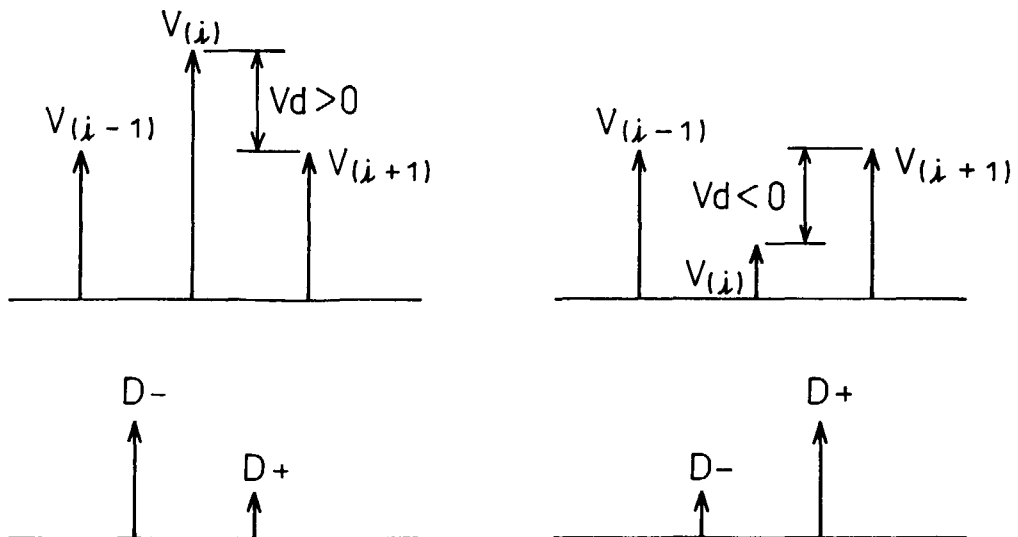 V(i)
Vd>0
V(i-1)
V(i+1)
V(i-1)
V(i+1)
Vd<0
V(i)
D-
D+
D+
D-